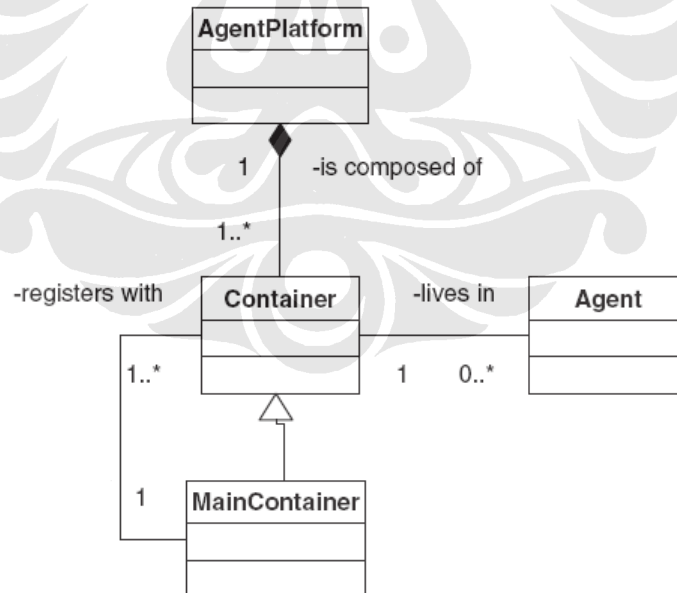 AgentPlatform
1 -is composed of
1..*
-registers with
Container
-lives in
Agent
1..*
1 0..*
1
MainContainer